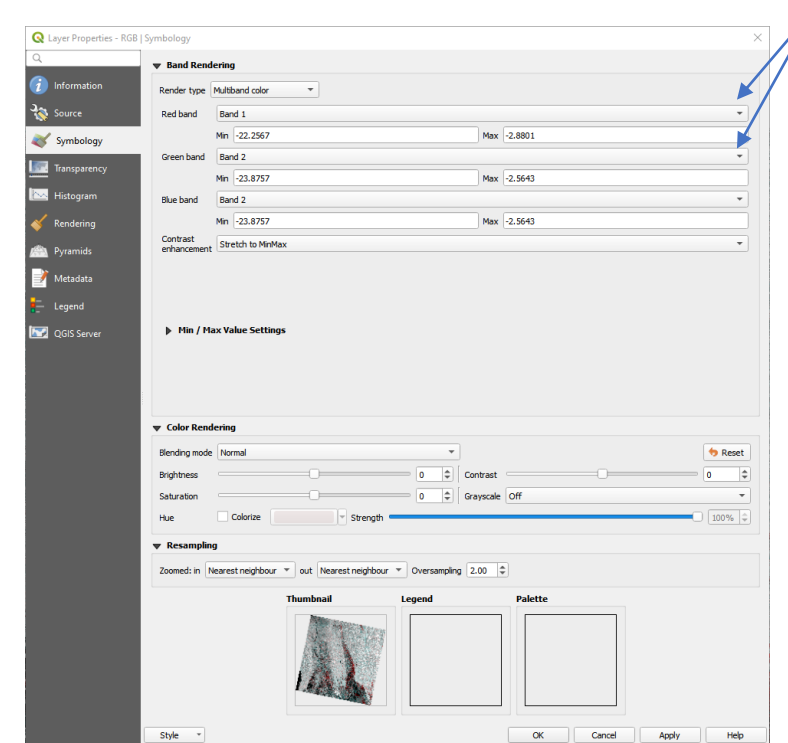 Layer Properties - RGB | Symbology
Information
Source
Symbology
Transparency
Histogram
Rendering
Pyramids
Metadata
Legend
QGIS Server
Band Rendering
Render type Multiband color
Red band Band 1
Min -22.2567 Max -2.8801
Green band Band 2
Min -23.8757 Max -2.5643
Blue band Band 2
Min -23.8757 Max -2.5643
Contrast
enhancement Stretch to MinMax
Min / Max Value Settings
Color Rendering
Blending mode Normal Reset
Brightness 0 Contrast 0
Saturation 0 Grayscale Off
Hue Colorize Strength 100%
Resampling
Zoomed: in Nearest neighbour out Nearest neighbour Oversampling 2.00
Thumbnail Legend Palette
Style OK Cancel Apply Help